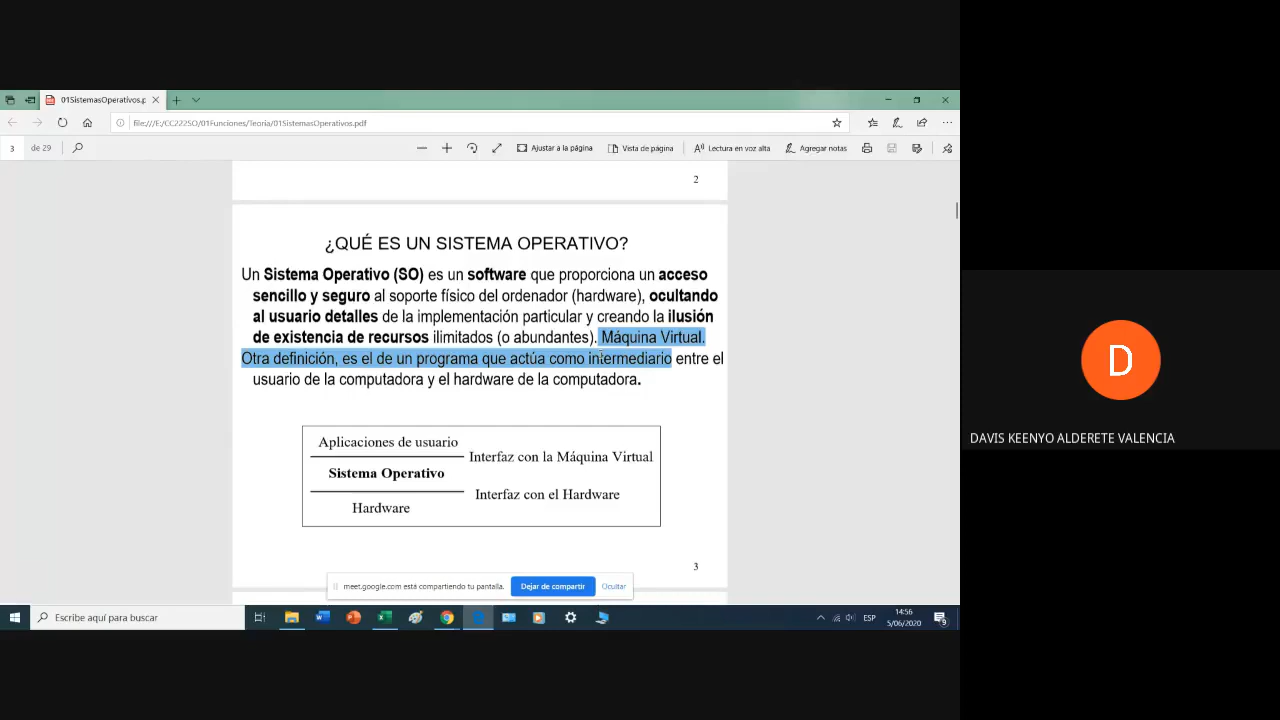 01SistemasOperativos.p
file:///E:/CC222SO/01Funciones/Teoria/01SistemasOperativos.pdf
3 de 29
Ajustar a la página
Vista de página
Lectura en voz alta
Agregar notas
2
¿QUÉ ES UN SISTEMA OPERATIVO?
Un Sistema Operativo (SO) es un software que proporciona un acceso
sencillo y seguro al soporte físico del ordenador (hardware), ocultando
al usuario detalles de la implementación particular y creando la ilusión
de existencia de recursos ilimitados (o abundantes). Máquina Virtual.
Otra definición, es el de un programa que actúa como intermediario entre el
usuario de la computadora y el hardware de la computadora.
Aplicaciones de usuario
Interfaz con la Máquina Virtual
Sistema Operativo
Interfaz con el Hardware
Hardware
3
meet.google.com está compartiendo tu pantalla.
Dejar de compartir
Ocultar
Escribe aquí para buscar
ESP
14:56
5/06/2020
9
D
DAVIS KEENYO ALDERETE VALENCIA